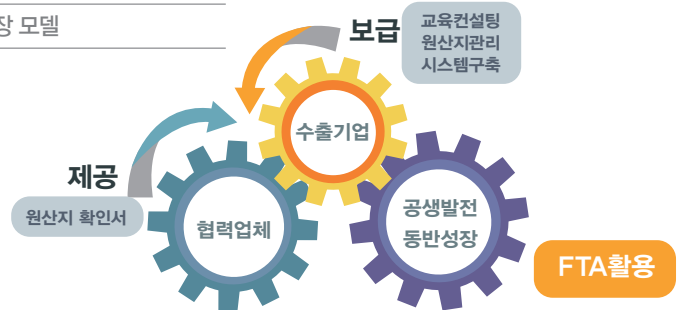 장 모델
보급
교육컨설팅
원산지관리
시스템구축
수출기업
제공
원산지 확인서
협력업체
공생발전
동반성장
FTA활용